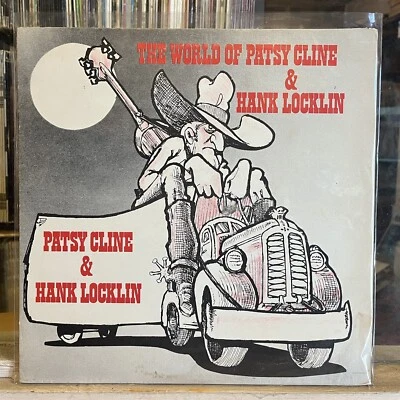 THE WORLD OF PATSY CLINE
&
HANK LOCKLIN
PATSY CLINE
&
HANK LOCKLIN